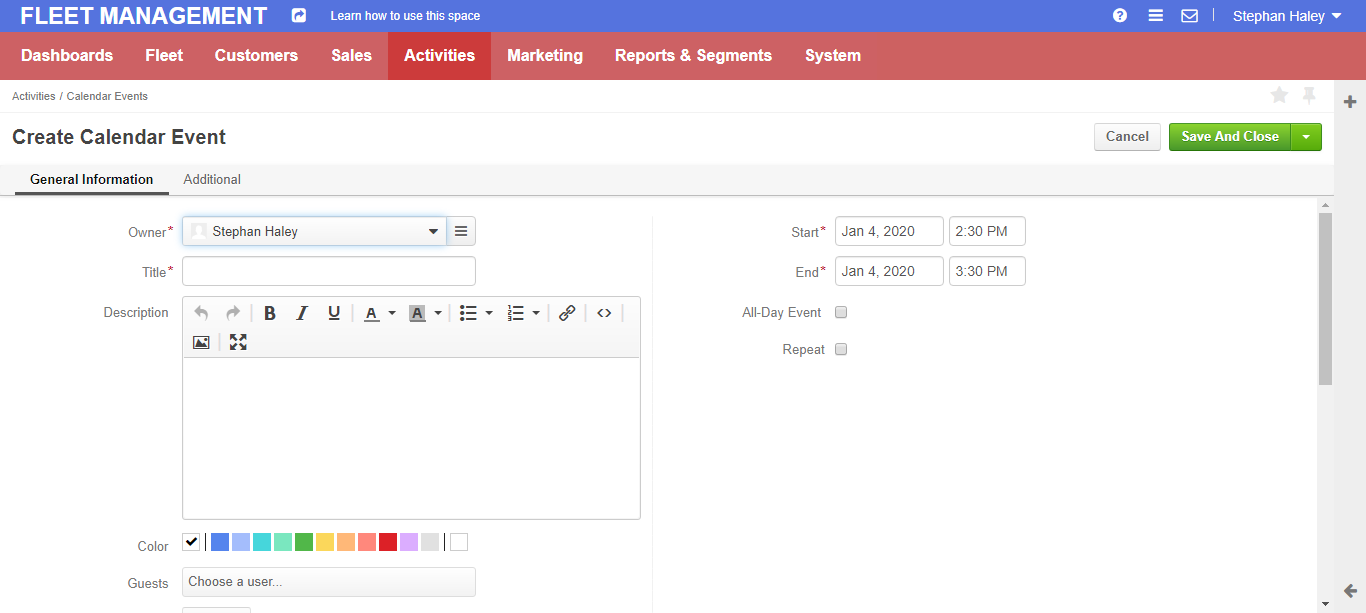 FLEET MANAGEMENT Learn how to use this space Stephan Haley
Dashboards Fleet Customers Sales Activities Marketing Reports & Segments System
Activities / Calendar Events
Create Calendar Event Cancel Save And Close
General Information Additional
Owner* Stephan Haley Start* Jan 4, 2020 2:30 PM
Title* End* Jan 4, 2020 3:30 PM
Description B I U A A All-Day Event
Repeat
Color
Guests Choose a user...